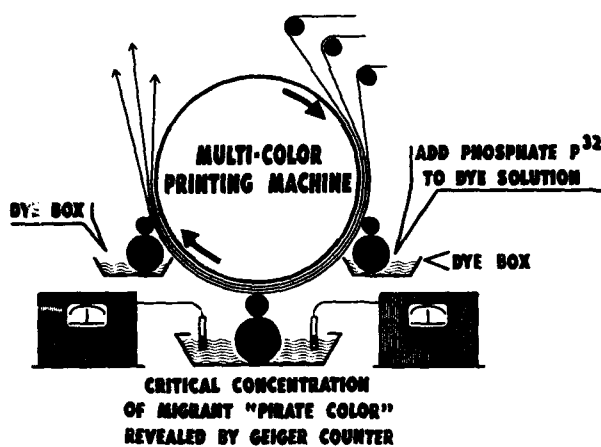 MULTI-COLOR
PRINTING MACHINE
ADD PHOSPHATE P32
TO DYE SOLUTION
DYE BOX
DYE BOX
CRITICAL CONCENTRATION
OF MIGRANT "PIRATE COLOR"
REVEALED BY GEIGER COUNTER